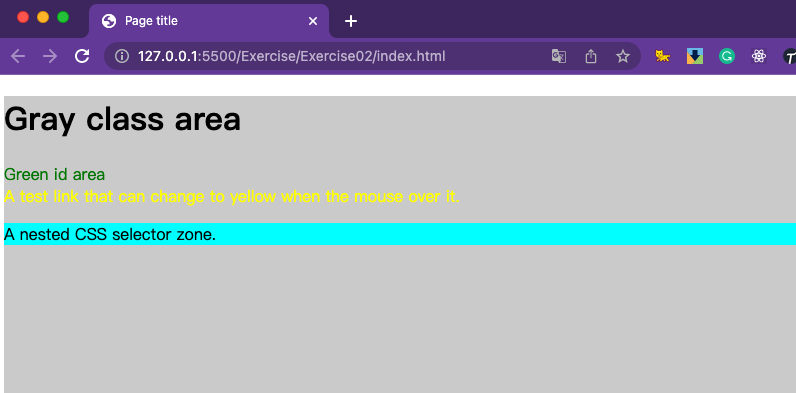 Page title
127.0.0.1:5500/Exercise/Exercise02/index.html
Gray class area
Green id area
A test link that can change to yellow when the mouse over it.
A nested CSS selector zone.